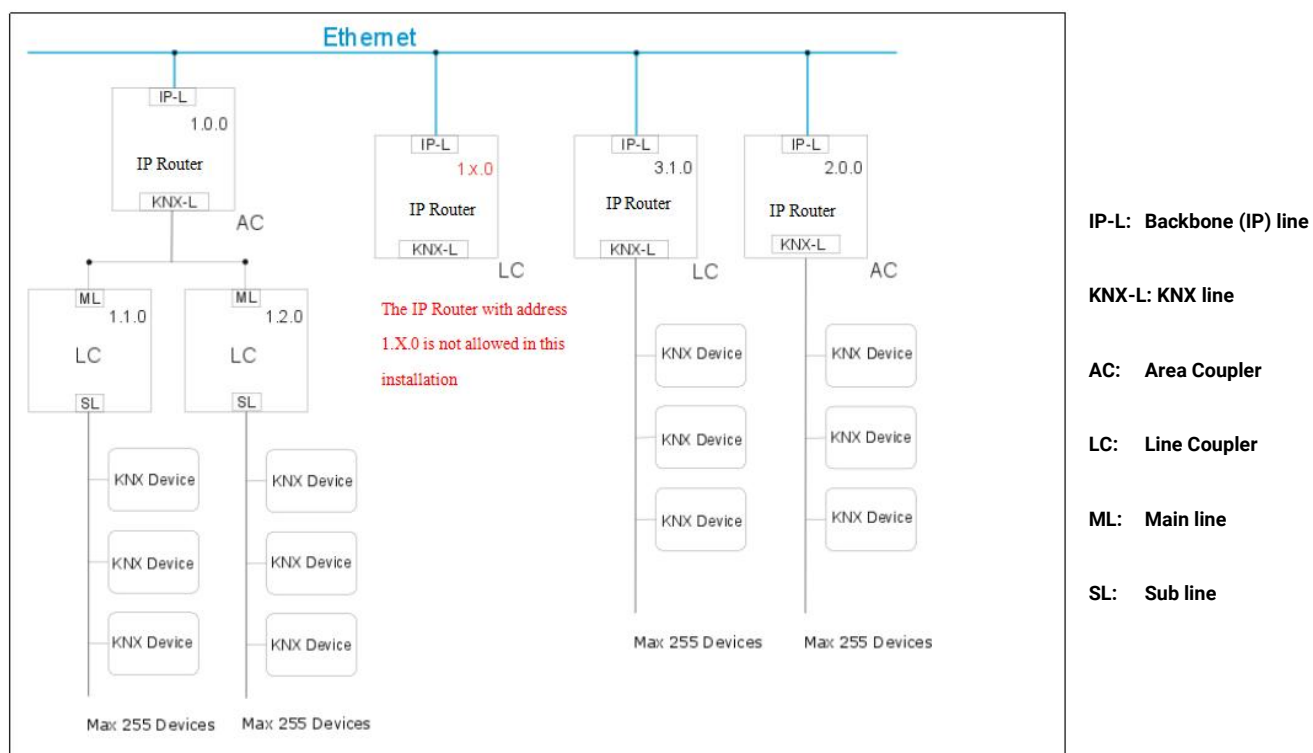 Ethernet
IP-L
1.0.0
IP Router
KNX-L
AC
ML
1.1.0
LC
SL
ML
1.2.0
LC
SL
KNX Device
KNX Device
KNX Device
Max 255 Devices
KNX Device
KNX Device
KNX Device
Max 255 Devices
IP-L
1.x.0
IP Router
KNX-L
LC
The IP Router with address
1.X.0 is not allowed in this
installation
IP-L
3.1.0
IP Router
KNX-L
LC
KNX Device
KNX Device
KNX Device
Max 255 Devices
IP-L
2.0.0
IP Router
KNX-L
AC
KNX Device
KNX Device
KNX Device
Max 255 Devices
IP-L: Backbone (IP) line
KNX-L: KNX line
AC: Area Coupler
LC: Line Coupler
ML: Main line
SL: Sub line